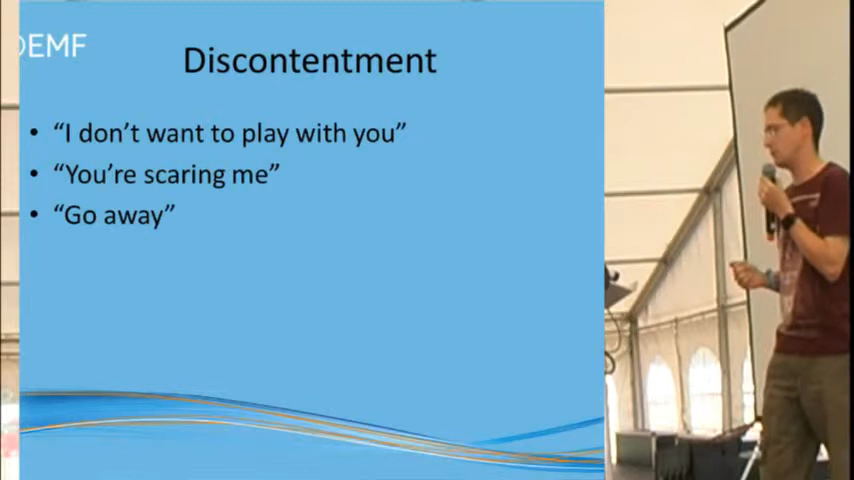 EMF
Discontentment
• “I don’t want to play with you”
• “You’re scaring me”
• “Go away”